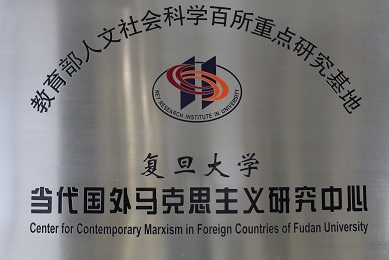 教育部人文社会科学百所重点研究基地
KEY RESEARCH INSTITUTE IN UNIVERSITY
复旦大学
当代国外马克思主义研究中心
Center for Contemporary Marxism in Foreign Countries of Fudan University